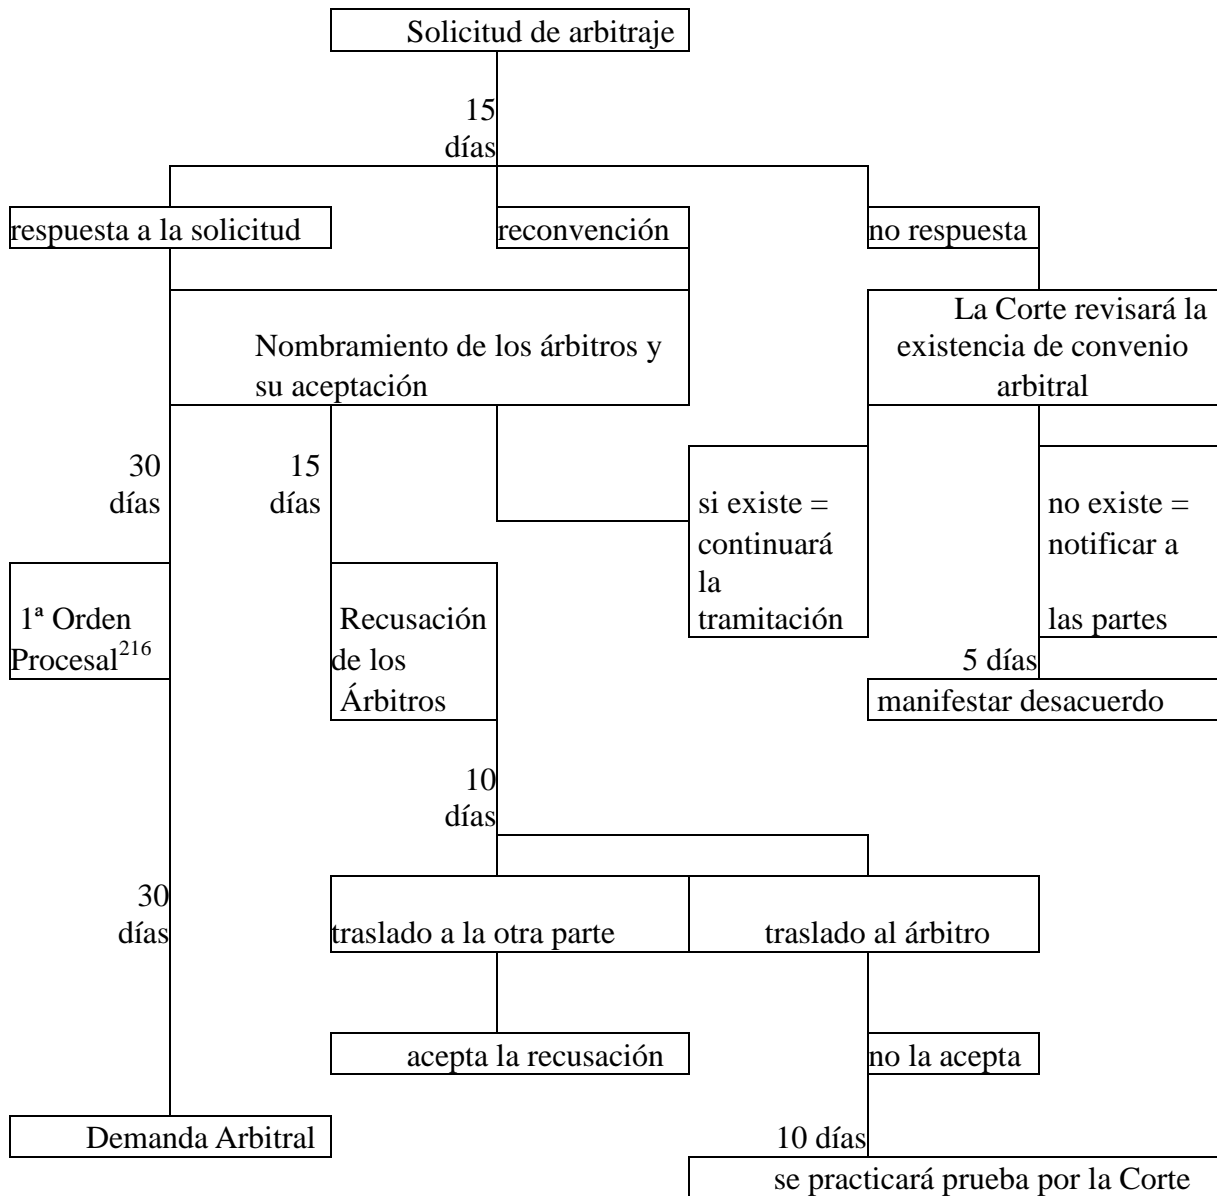 Solicitud de arbitraje
15
días
respuesta a la solicitud
reconvención
no respuesta
Nombramiento de los árbitros y
su aceptación
La Corte revisará la
existencia de convenio
arbitral
30
días
15
días
si existe =
continuará
la
tramitación
no existe =
notificar a
las partes
1ª Orden
Procesal216
Recusación
de los
Árbitros
5 días
manifestar desacuerdo
10
días
30
días
traslado a la otra parte
traslado al árbitro
acepta la recusación
no la acepta
Demanda Arbitral
10 días
se practicará prueba por la Corte